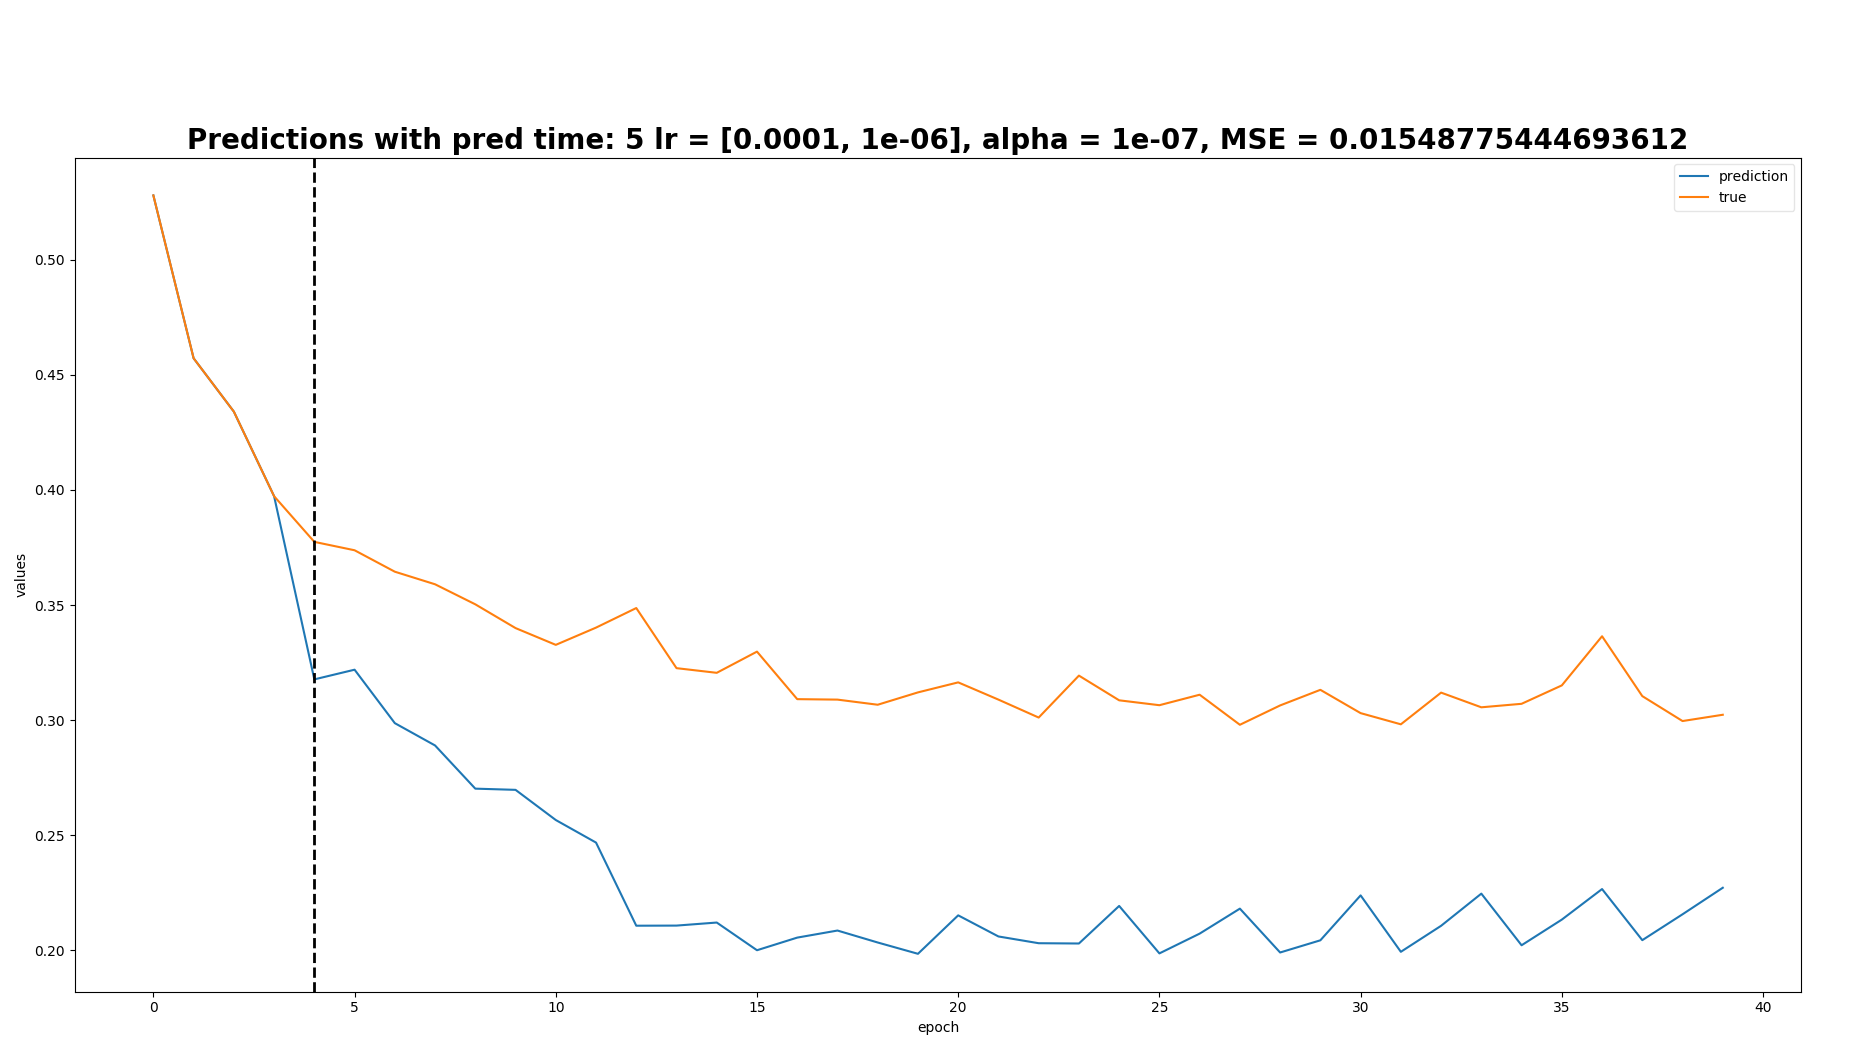 Predictions with pred time: 5 lr = [0.0001, 1e-06], alpha = 1e-07, MSE = 0.01548775444693612
prediction
true
values
0.50
0.45
0.40
0.35
0.30
0.25
0.20
0 5 10 15 20 25 30 35 40
epoch